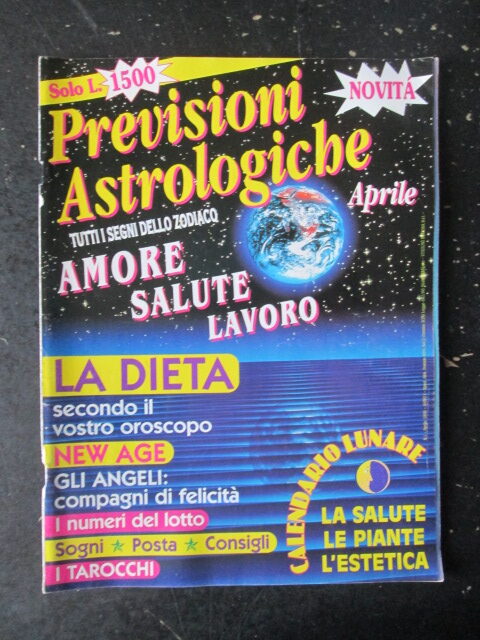 Solo L. 1500
NOVITÁ
Previsioni
Astrologiche
Aprile
TUTTI I SEGNI DELLO ZODIACO
AMORE
SALUTE
LAVORO
LA DIETA
secondo il
vostro oroscopo
NEW AGE
GLI ANGELI:
compagni di felicità
I numeri del lotto
Sogni ★ Posta ★ Consigli
I TAROCCHI
CALENDARIO LUNARE
LA SALUTE
LE PIANTE
L'ESTETICA